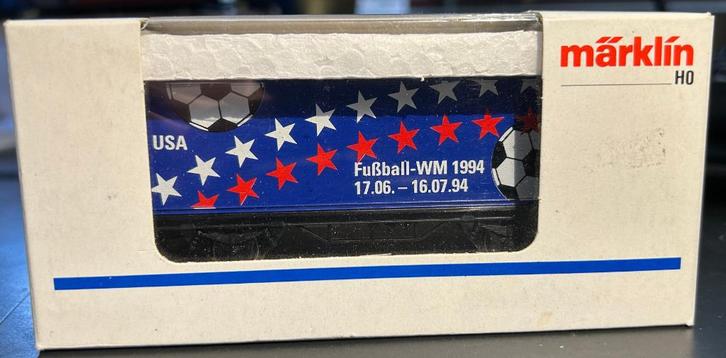 märklin
H0
USA
Fußball-WM 1994
17.06. – 16.07.94